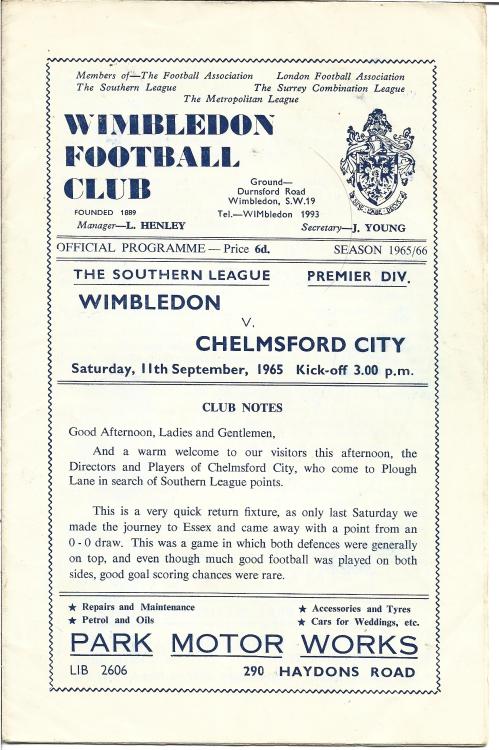 Members of—The Football Association London Football Association
The Southern League The Surrey Combination League
The Metropolitan League
WIMBLEDON
FOOTBALL
CLUB
Ground—
Durnsford Road
Wimbledon, S.W.19
Tel.—WIMbledon 1993
FOUNDED 1889
Manager—L. HENLEY Secretary—J. YOUNG
OFFICIAL PROGRAMME — Price 6d. SEASON 1965/66
THE SOUTHERN LEAGUE PREMIER DIV.
WIMBLEDON
V.
CHELMSFORD CITY
Saturday, 11th September, 1965 Kick-off 3.00 p.m.
CLUB NOTES
Good Afternoon, Ladies and Gentlemen,
And a warm welcome to our visitors this afternoon, the
Directors and Players of Chelmsford City, who come to Plough
Lane in search of Southern League points.
This is a very quick return fixture, as only last Saturday we
made the journey to Essex and came away with a point from an
0 - 0 draw. This was a game in which both defences were generally
on top, and even though much good football was played on both
sides, good goal scoring chances were rare.
★ Repairs and Maintenance ★ Accessories and Tyres
★ Petrol and Oils ★ Cars for Weddings, etc.
PARK MOTOR WORKS
LIB 2606 290 HAYDONS ROAD